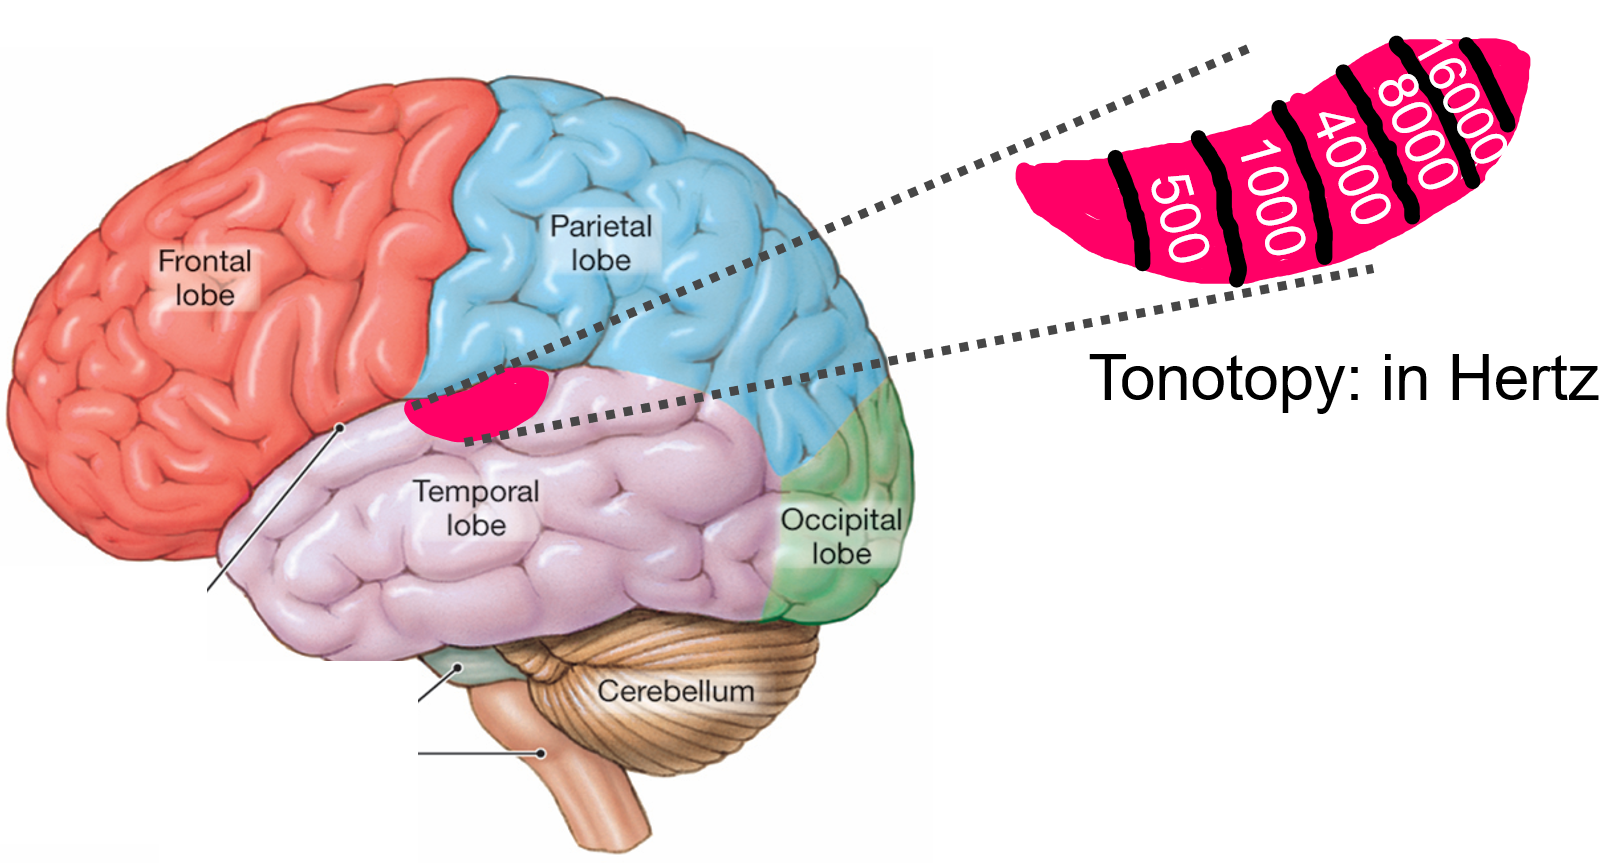 Frontal
lobe
Parietal
lobe
Temporal
lobe
Occipital
lobe
Cerebellum
500
1000
4000
8000
16000
Tonotopy: in Hertz